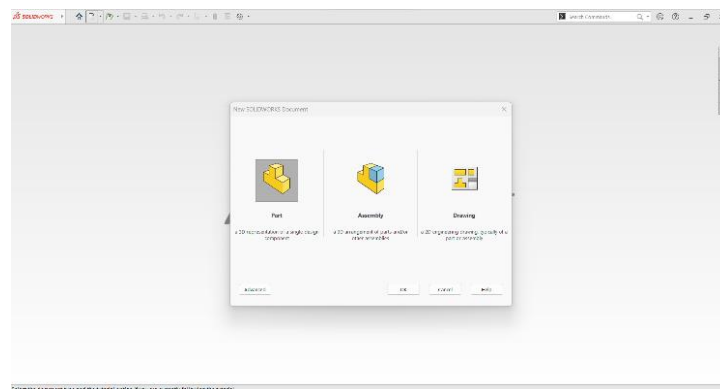 SOLIDWORKS
Search Commands
New SOLIDWORKS Document
Part
Assembly
Drawing
a 3D representation of a single design
component
a 3D arrangement of parts and/or
other assemblies
a 2D engineering drawing, typically of a
part or assembly
Advanced
OK
Cancel
Help